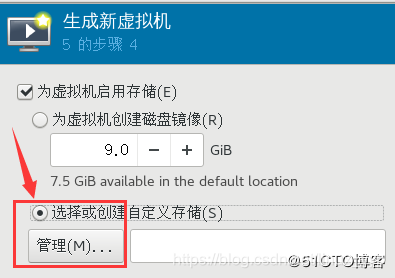 生成新虚拟机
5 的步骤 4
为虚拟机启用存储(E)
为虚拟机创建磁盘镜像(R)
9.0 − + GiB
7.5 GiB available in the default location
选择或创建自定义存储(S)
管理(M)...
https://blog.csd
@51CTO博客